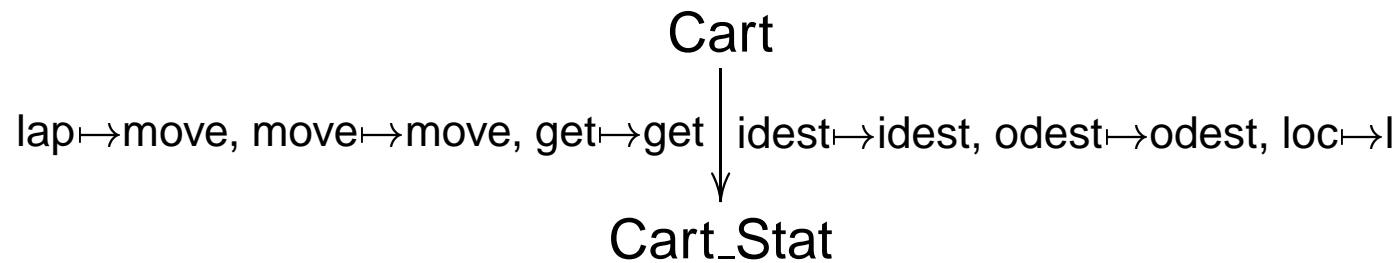 Cart
lap↦move, move↦move, get↦get idest↦idest, odest↦odest, loc↦l
Cart_Stat